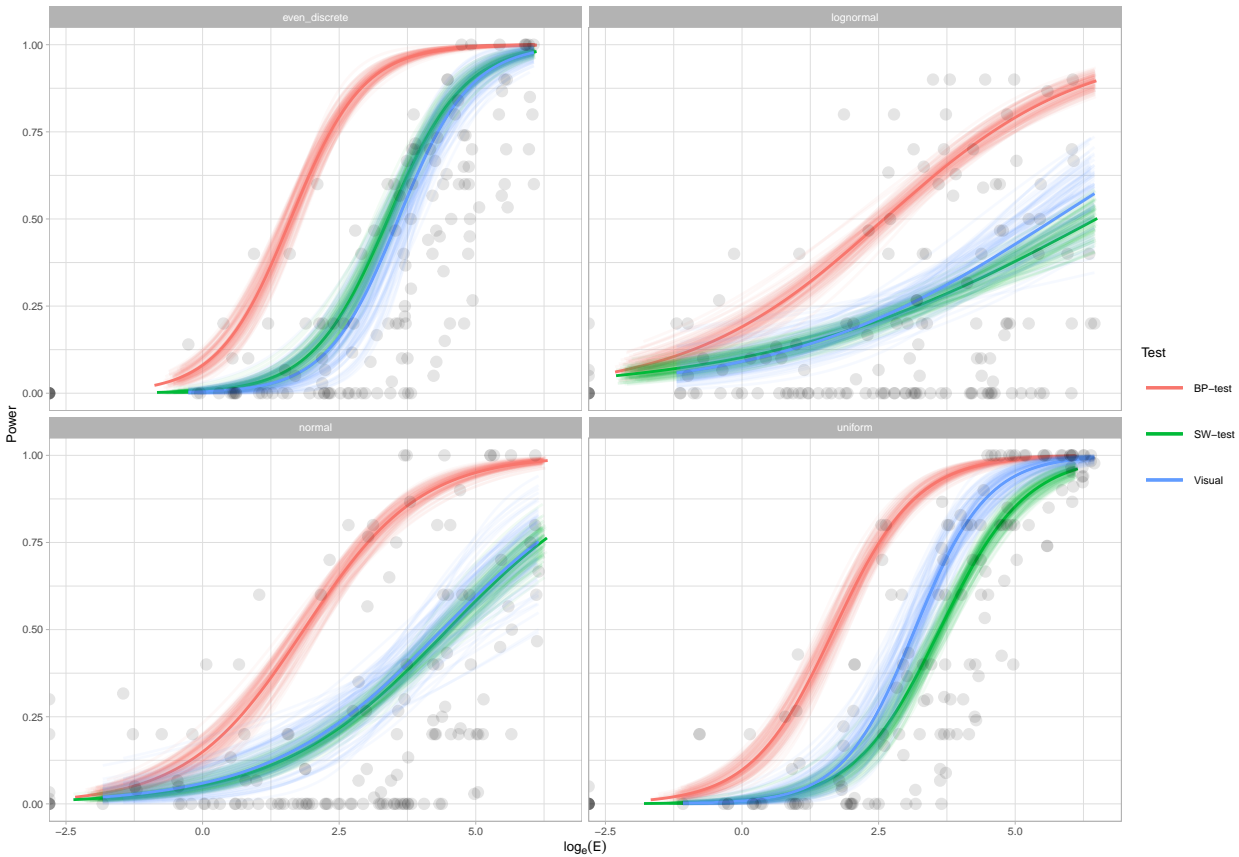 even_discrete
lognormal
1.00
0.75
0.50
0.25
0.00
normal
uniform
1.00
0.75
0.50
0.25
0.00
−2.5
0.0
2.5
5.0
−2.5
0.0
2.5
5.0
Power
logₑ(E)
Test
BP−test
SW−test
Visual